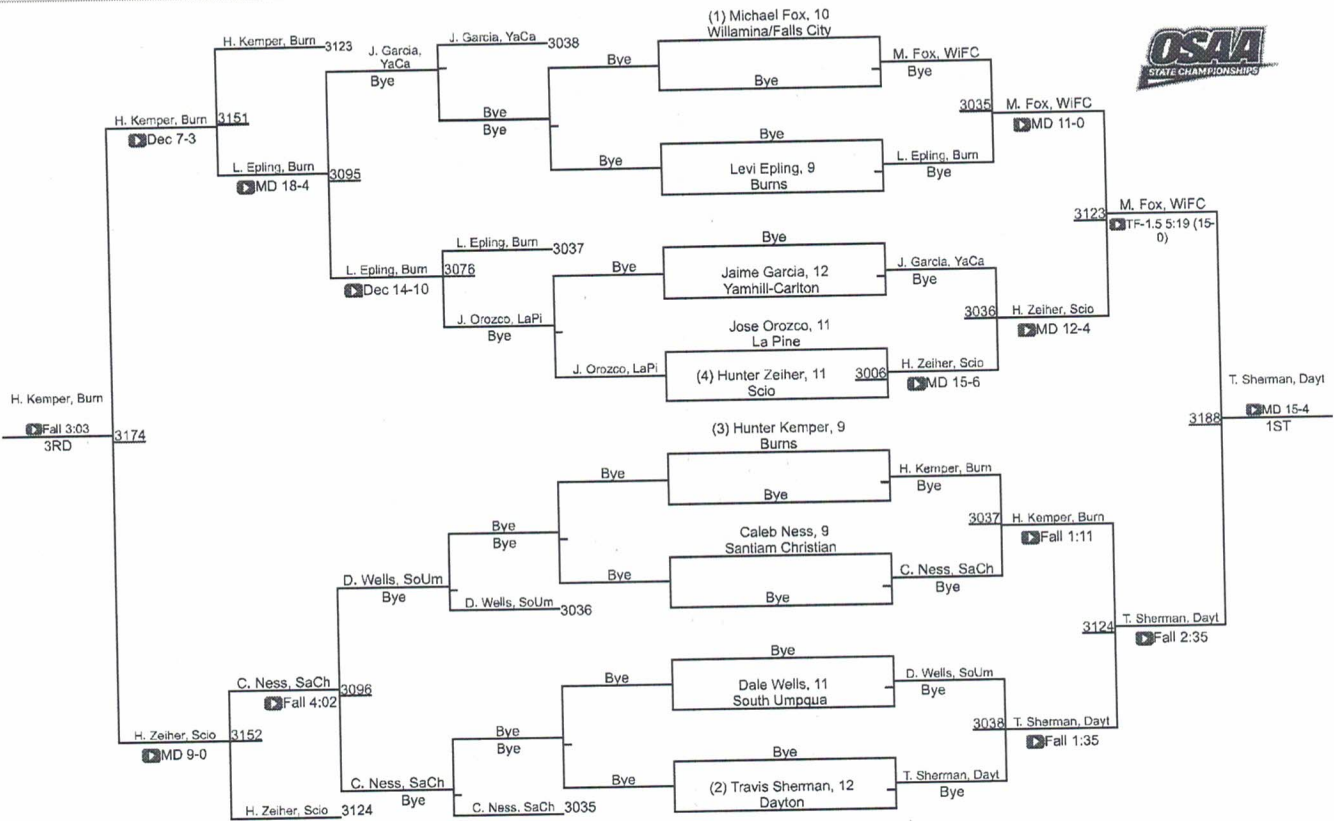 (1) Michael Fox, 10
Willamina/Falls City
Bye
Bye
Levi Epling, 9
Burns
Bye
Jaime Garcia, 12
Yamhill-Carlton
Jose Orozco, 11
La Pine
(4) Hunter Zeiher, 11
Scio
3006
(3) Hunter Kemper, 9
Burns
Bye
Caleb Ness, 9
Santiam Christian
Bye
Bye
Dale Wells, 11
South Umpqua
Bye
(2) Travis Sherman, 12
Dayton
M. Fox, WiFC
Bye
L. Epling, Burn
Bye
J. Garcia, YaCa
Bye
H. Zeiher, Scio
MD 15-6
H. Kemper, Burn
Bye
C. Ness, SaCh
Bye
D. Wells, SoUm
Bye
T. Sherman, Dayt
Bye
3035
M. Fox, WiFC
MD 11-0
3036
H. Zeiher, Scio
MD 12-4
3037
H. Kemper, Burn
Fall 1:11
3038
T. Sherman, Dayt
Fall 1:35
3123
M. Fox, WiFC
TF-1.5 5:19 (15-
0)
3124
T. Sherman, Dayt
Fall 2:35
3188
T. Sherman, Dayt
MD 15-4
1ST
OSAA
STATE CHAMPIONSHIPS
Bye
Bye
Bye
J. Orozco, LaPi
Bye
Bye
Bye
Bye
J. Garcia, YaCa
3038
Bye
Bye
L. Epling, Burn
3037
J. Orozco, LaPi
Bye
Bye
Bye
D. Wells, SoUm
3036
Bye
Bye
C. Ness, SaCh
3035
J. Garcia,
YaCa
Bye
L. Epling, Burn
3076
Dec 14-10
D. Wells, SoUm
Bye
C. Ness, SaCh
Bye
H. Kemper, Burn
3123
L. Epling, Burn
3095
MD 18-4
C. Ness, SaCh
3096
Fall 4:02
H. Zeiher, Scio
3124
H. Kemper, Burn
3151
Dec 7-3
H. Zeiher, Scio
3152
MD 9-0
H. Kemper, Burn
Fall 3:03
3174
3RD